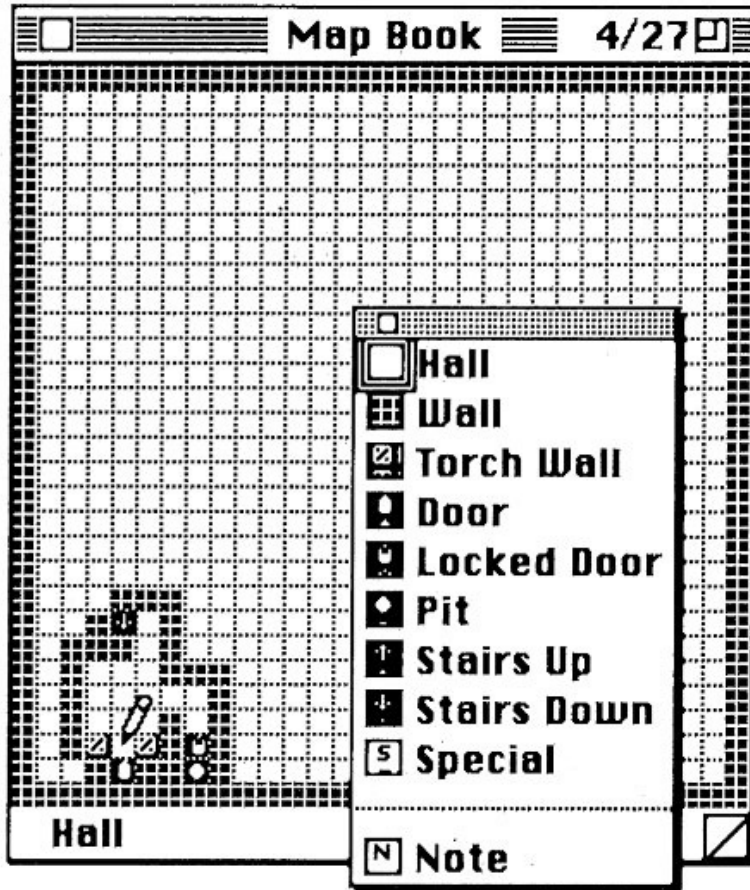 Map Book 4/27
Hall
Wall
Torch Wall
Door
Locked Door
Pit
Stairs Up
Stairs Down
S Special
Hall
N Note